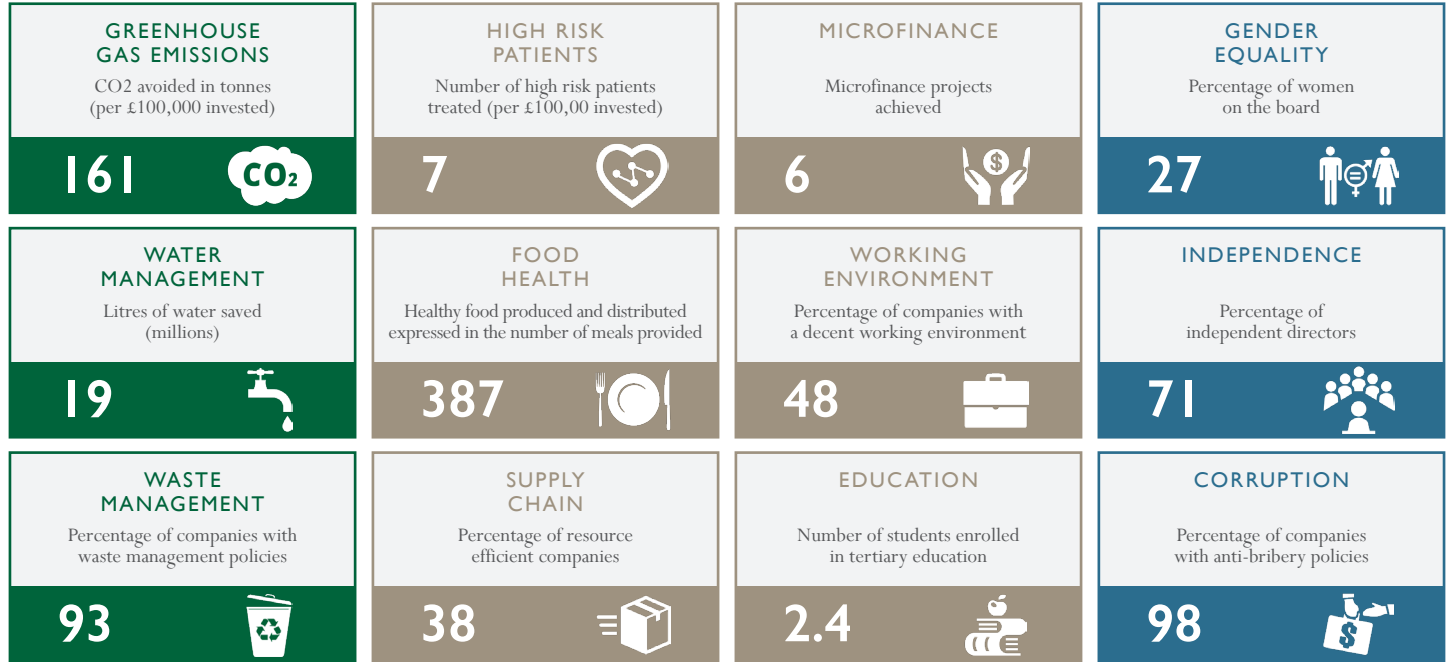 GREENHOUSE
GAS EMISSIONS
CO2 avoided in tonnes
(per £100,000 invested)
161
CO2
HIGH RISK
PATIENTS
Number of high risk patients
treated (per £100,00 invested)
7
MICROFINANCE
Microfinance projects
achieved
6
$
GENDER
EQUALITY
Percentage of women
on the board
27
WATER
MANAGEMENT
Litres of water saved
(millions)
19
FOOD
HEALTH
Healthy food produced and distributed
expressed in the number of meals provided
387
WORKING
ENVIRONMENT
Percentage of companies with
a decent working environment
48
INDEPENDENCE
Percentage of
independent directors
71
WASTE
MANAGEMENT
Percentage of companies with
waste management policies
93
SUPPLY
CHAIN
Percentage of resource
efficient companies
38
EDUCATION
Number of students enrolled
in tertiary education
2.4
CORRUPTION
Percentage of companies
with anti-bribery policies
98
$